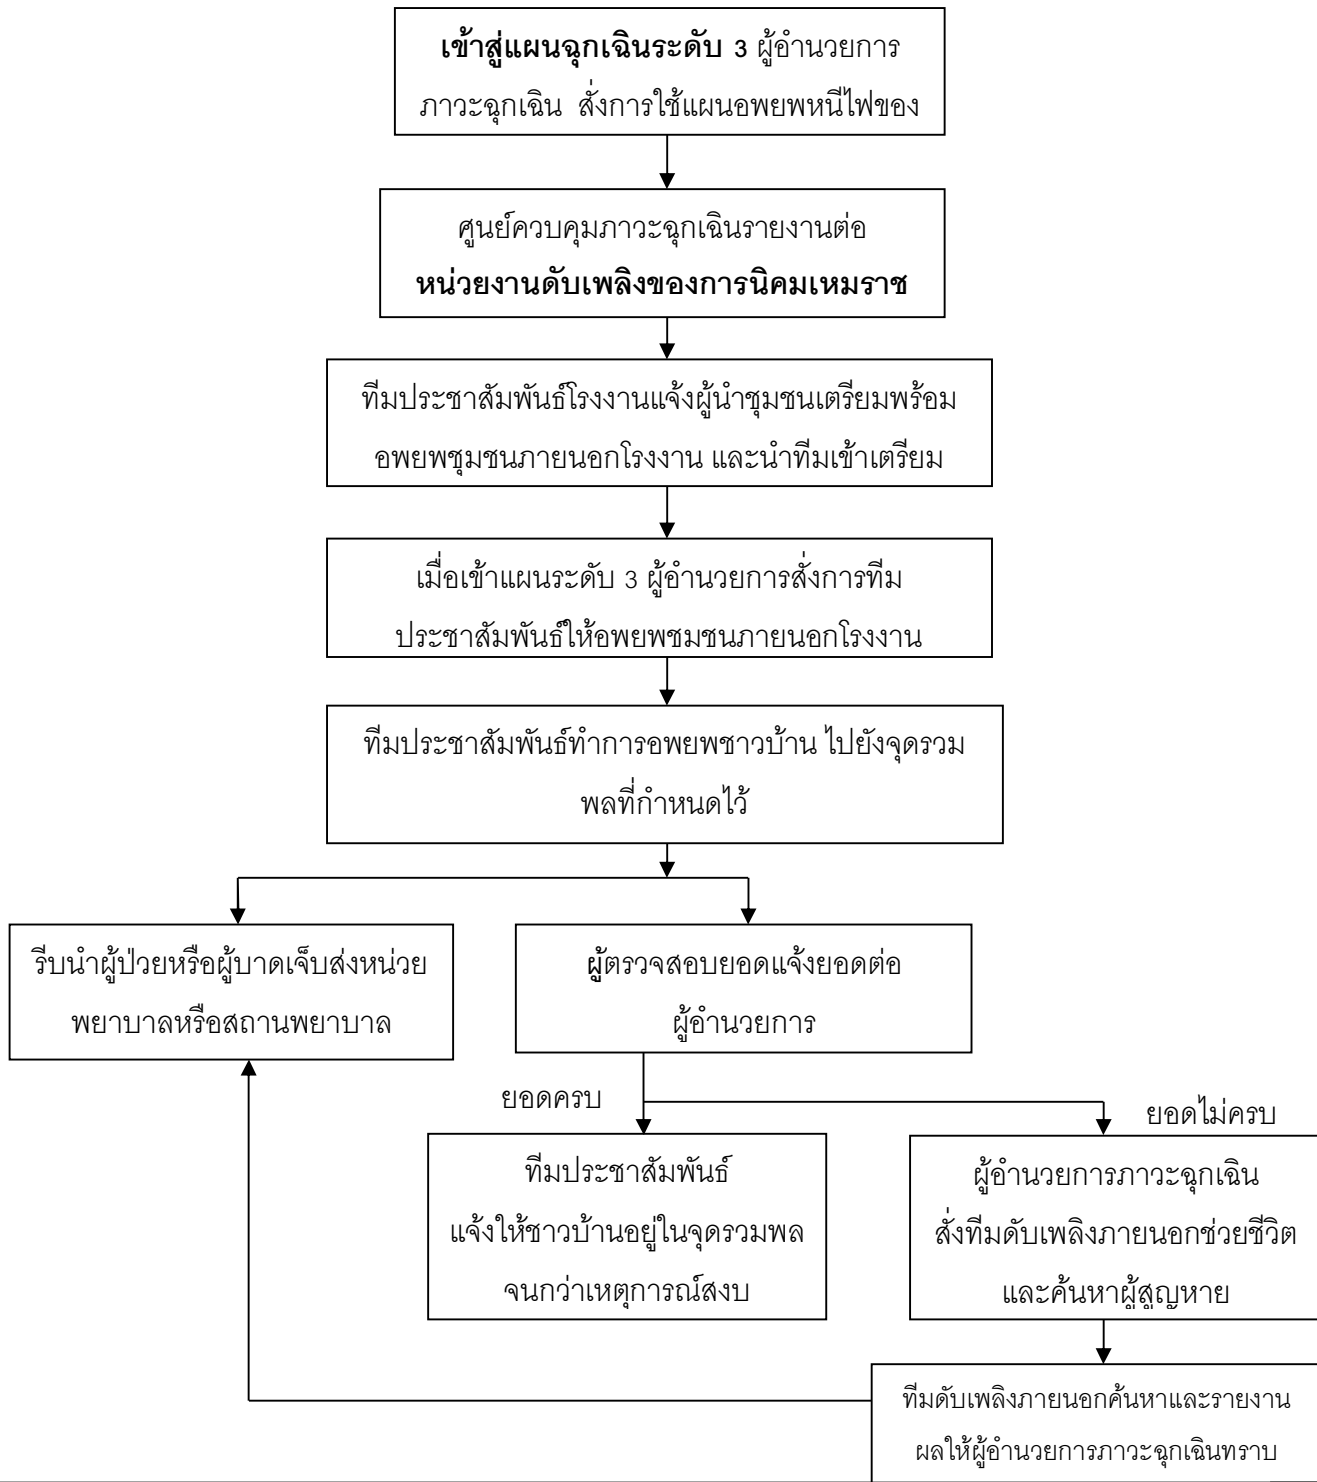 เข้าสู่แผนฉุกเฉินระดับ 3 ผู้อำนวยการ
ภาวะฉุกเฉิน สั่งการใช้แผนอพยพหนีไฟของ
ศูนย์ควบคุมภาวะฉุกเฉินรายงานต่อ
หน่วยงานดับเพลิงของการนิคมเหมราช
ทีมประชาสัมพันธ์โรงงานแจ้งผู้นำชุมชนเตรียมพร้อม
อพยพชุมชนภายนอกโรงงาน และนำทีมเข้าเตรียม
เมื่อเข้าแผนระดับ 3 ผู้อำนวยการสั่งการทีม
ประชาสัมพันธ์ให้อพยพชมชนภายนอกโรงงาน
ทีมประชาสัมพันธ์ทำการอพยพชาวบ้าน ไปยังจุดรวม
พลที่กำหนดไว้
รีบนำผู้ป่วยหรือผู้บาดเจ็บส่งหน่วย
พยาบาลหรือสถานพยาบาล
ผู้ตรวจสอบยอดแจ้งยอดต่อ
ผู้อำนวยการ
ยอดครบ
ยอดไม่ครบ
ทีมประชาสัมพันธ์
แจ้งให้ชาวบ้านอยู่ในจุดรวมพล
จนกว่าเหตุการณ์สงบ
ผู้อำนวยการภาวะฉุกเฉิน
สั่งทีมดับเพลิงภายนอกช่วยชีวิต
และค้นหาผู้สูญหาย
ทีมดับเพลิงภายนอกค้นหาและรายงาน
ผลให้ผู้อำนวยการภาวะฉุกเฉินทราบ